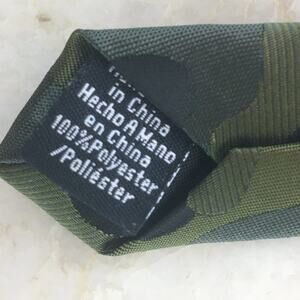 in China
Hecho A Mano
en China
100%Polyester
/Poliéster